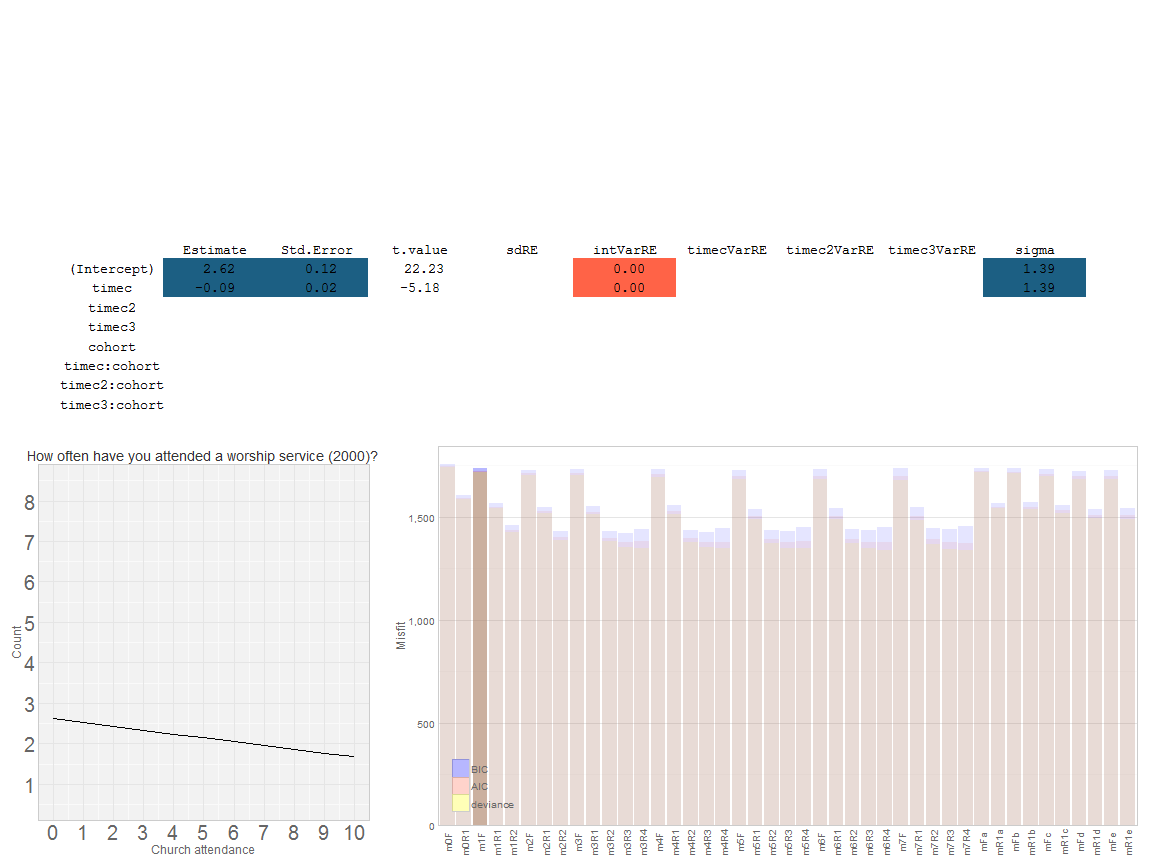 Estimate Std.Error t.value sdRE intVarRE timecVarRE timec2VarRE timec3VarRE sigma
(Intercept) 2.62 0.12 22.23 0.00 1.39
timec -0.09 0.02 -5.18 0.00 1.39
timec2
timec3
cohort
timec:cohort
timec2:cohort
timec3:cohort
How often have you attended a worship service (2000)?
8
7
6
5
4
3
2
1
Count
0 1 2 3 4 5 6 7 8 9 10
Church attendance
Misfit
1,500
1,000
500
0
BIC
AIC
deviance
m0F m0R1 m1F m1R1 m1R2 m2F m2R1 m2R2 m3F m3R1 m3R2 m3R3 m3R4 m4F m4R1 m4R2 m4R3 m4R4 m5F m5R1 m5R2 m5R3 m5R4 m6F m6R1 m6R2 m6R3 m6R4 m7F m7R1 m7R2 m7R3 m7R4 mFa mR1a mFb mR1b mFc mR1c mFd mR1d mFe mR1e